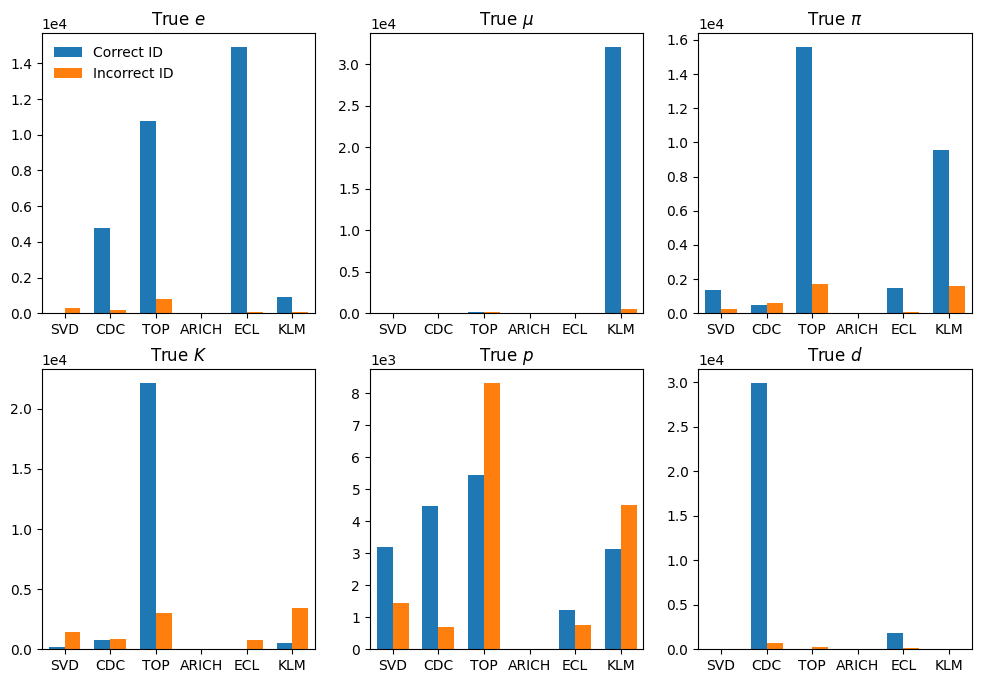 True e
1e4
Correct ID
Incorrect ID
1.4
1.2
1.0
0.8
0.6
0.4
0.2
0.0
SVD CDC TOP ARICH ECL KLM
True μ
1e4
3.0
2.5
2.0
1.5
1.0
0.5
0.0
SVD CDC TOP ARICH ECL KLM
True π
1e4
1.6
1.4
1.2
1.0
0.8
0.6
0.4
0.2
0.0
SVD CDC TOP ARICH ECL KLM
True K
1e4
2.0
1.5
1.0
0.5
0.0
SVD CDC TOP ARICH ECL KLM
True p
1e3
8
7
6
5
4
3
2
1
0
SVD CDC TOP ARICH ECL KLM
True d
1e4
3.0
2.5
2.0
1.5
1.0
0.5
0.0
SVD CDC TOP ARICH ECL KLM